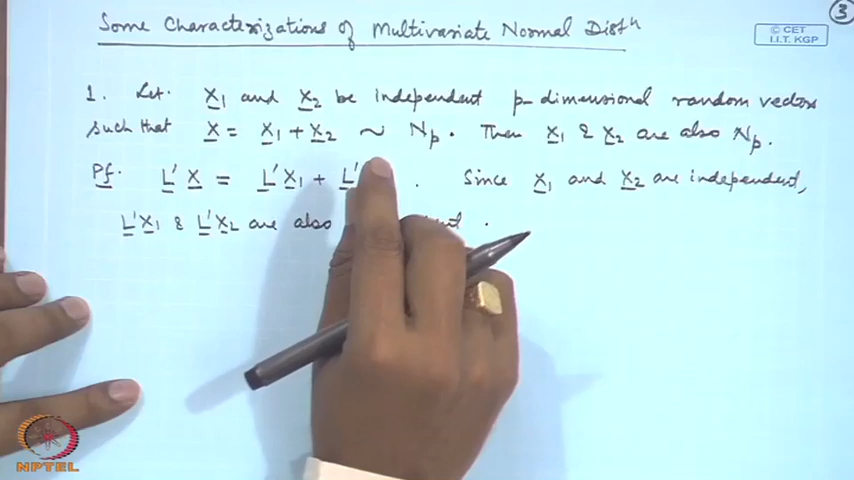 3
Some Characterizations of Multivariate Normal Distⁿ
© CET
I.I.T. KGP
1. Let X₁ and X₂ be independent p-dimensional random vectors
such that X = X₁ + X₂ ~ Nₚ. Then X₁ & X₂ are also Nₚ.
Pf. L'X = L'X₁ + L' . Since X₁ and X₂ are independent,
L'X₁ & L'X₂ are also .
NPTEL